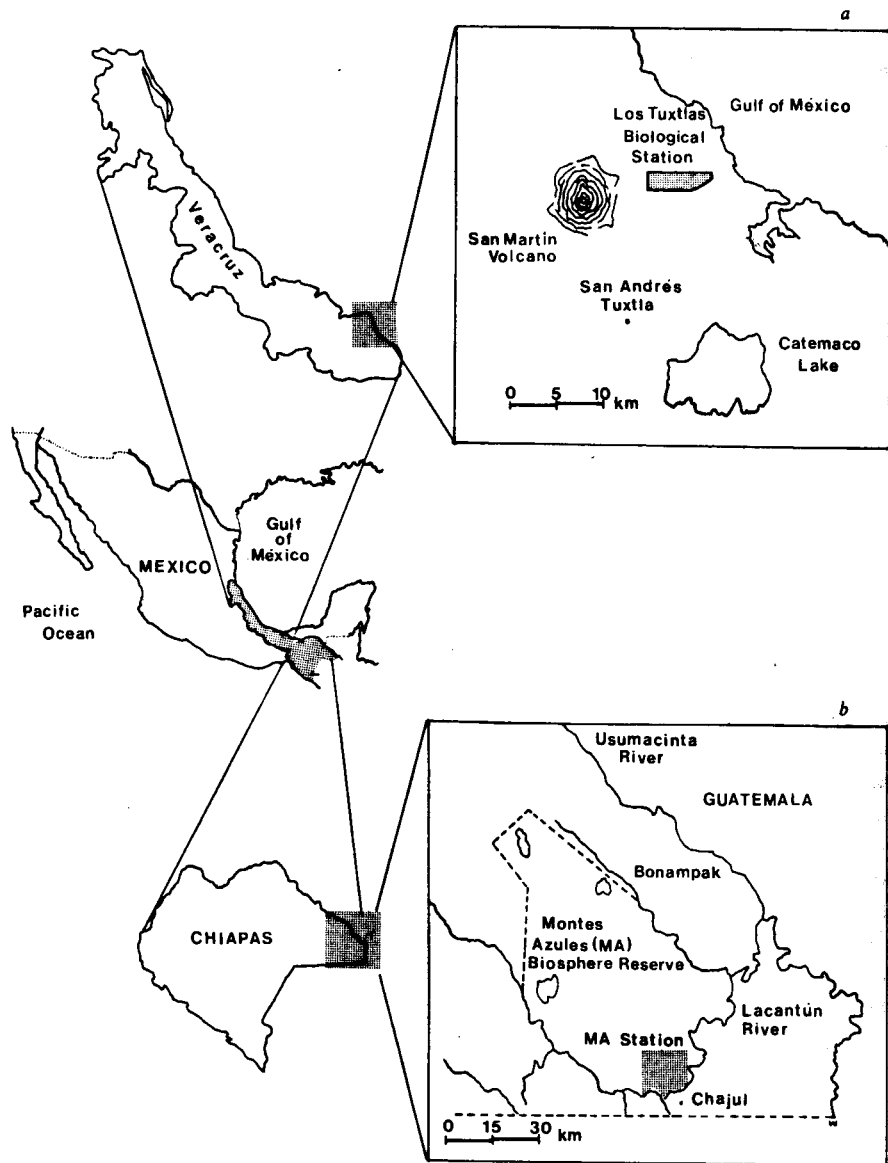 a
Los Tuxtlas
Biological
Station
Gulf of México
San Martin
Volcano
San Andrés
Tuxtla
Catemaco
Lake
0 5 10
km
Veracruz
Gulf
of
México
MEXICO
Pacific
Ocean
b
Usumacinta
River
GUATEMALA
Bonampak
Montes
Azules (MA)
Biosphere Reserve
Lacantún
River
MA Station
Chajul
0 15 30
km
CHIAPAS